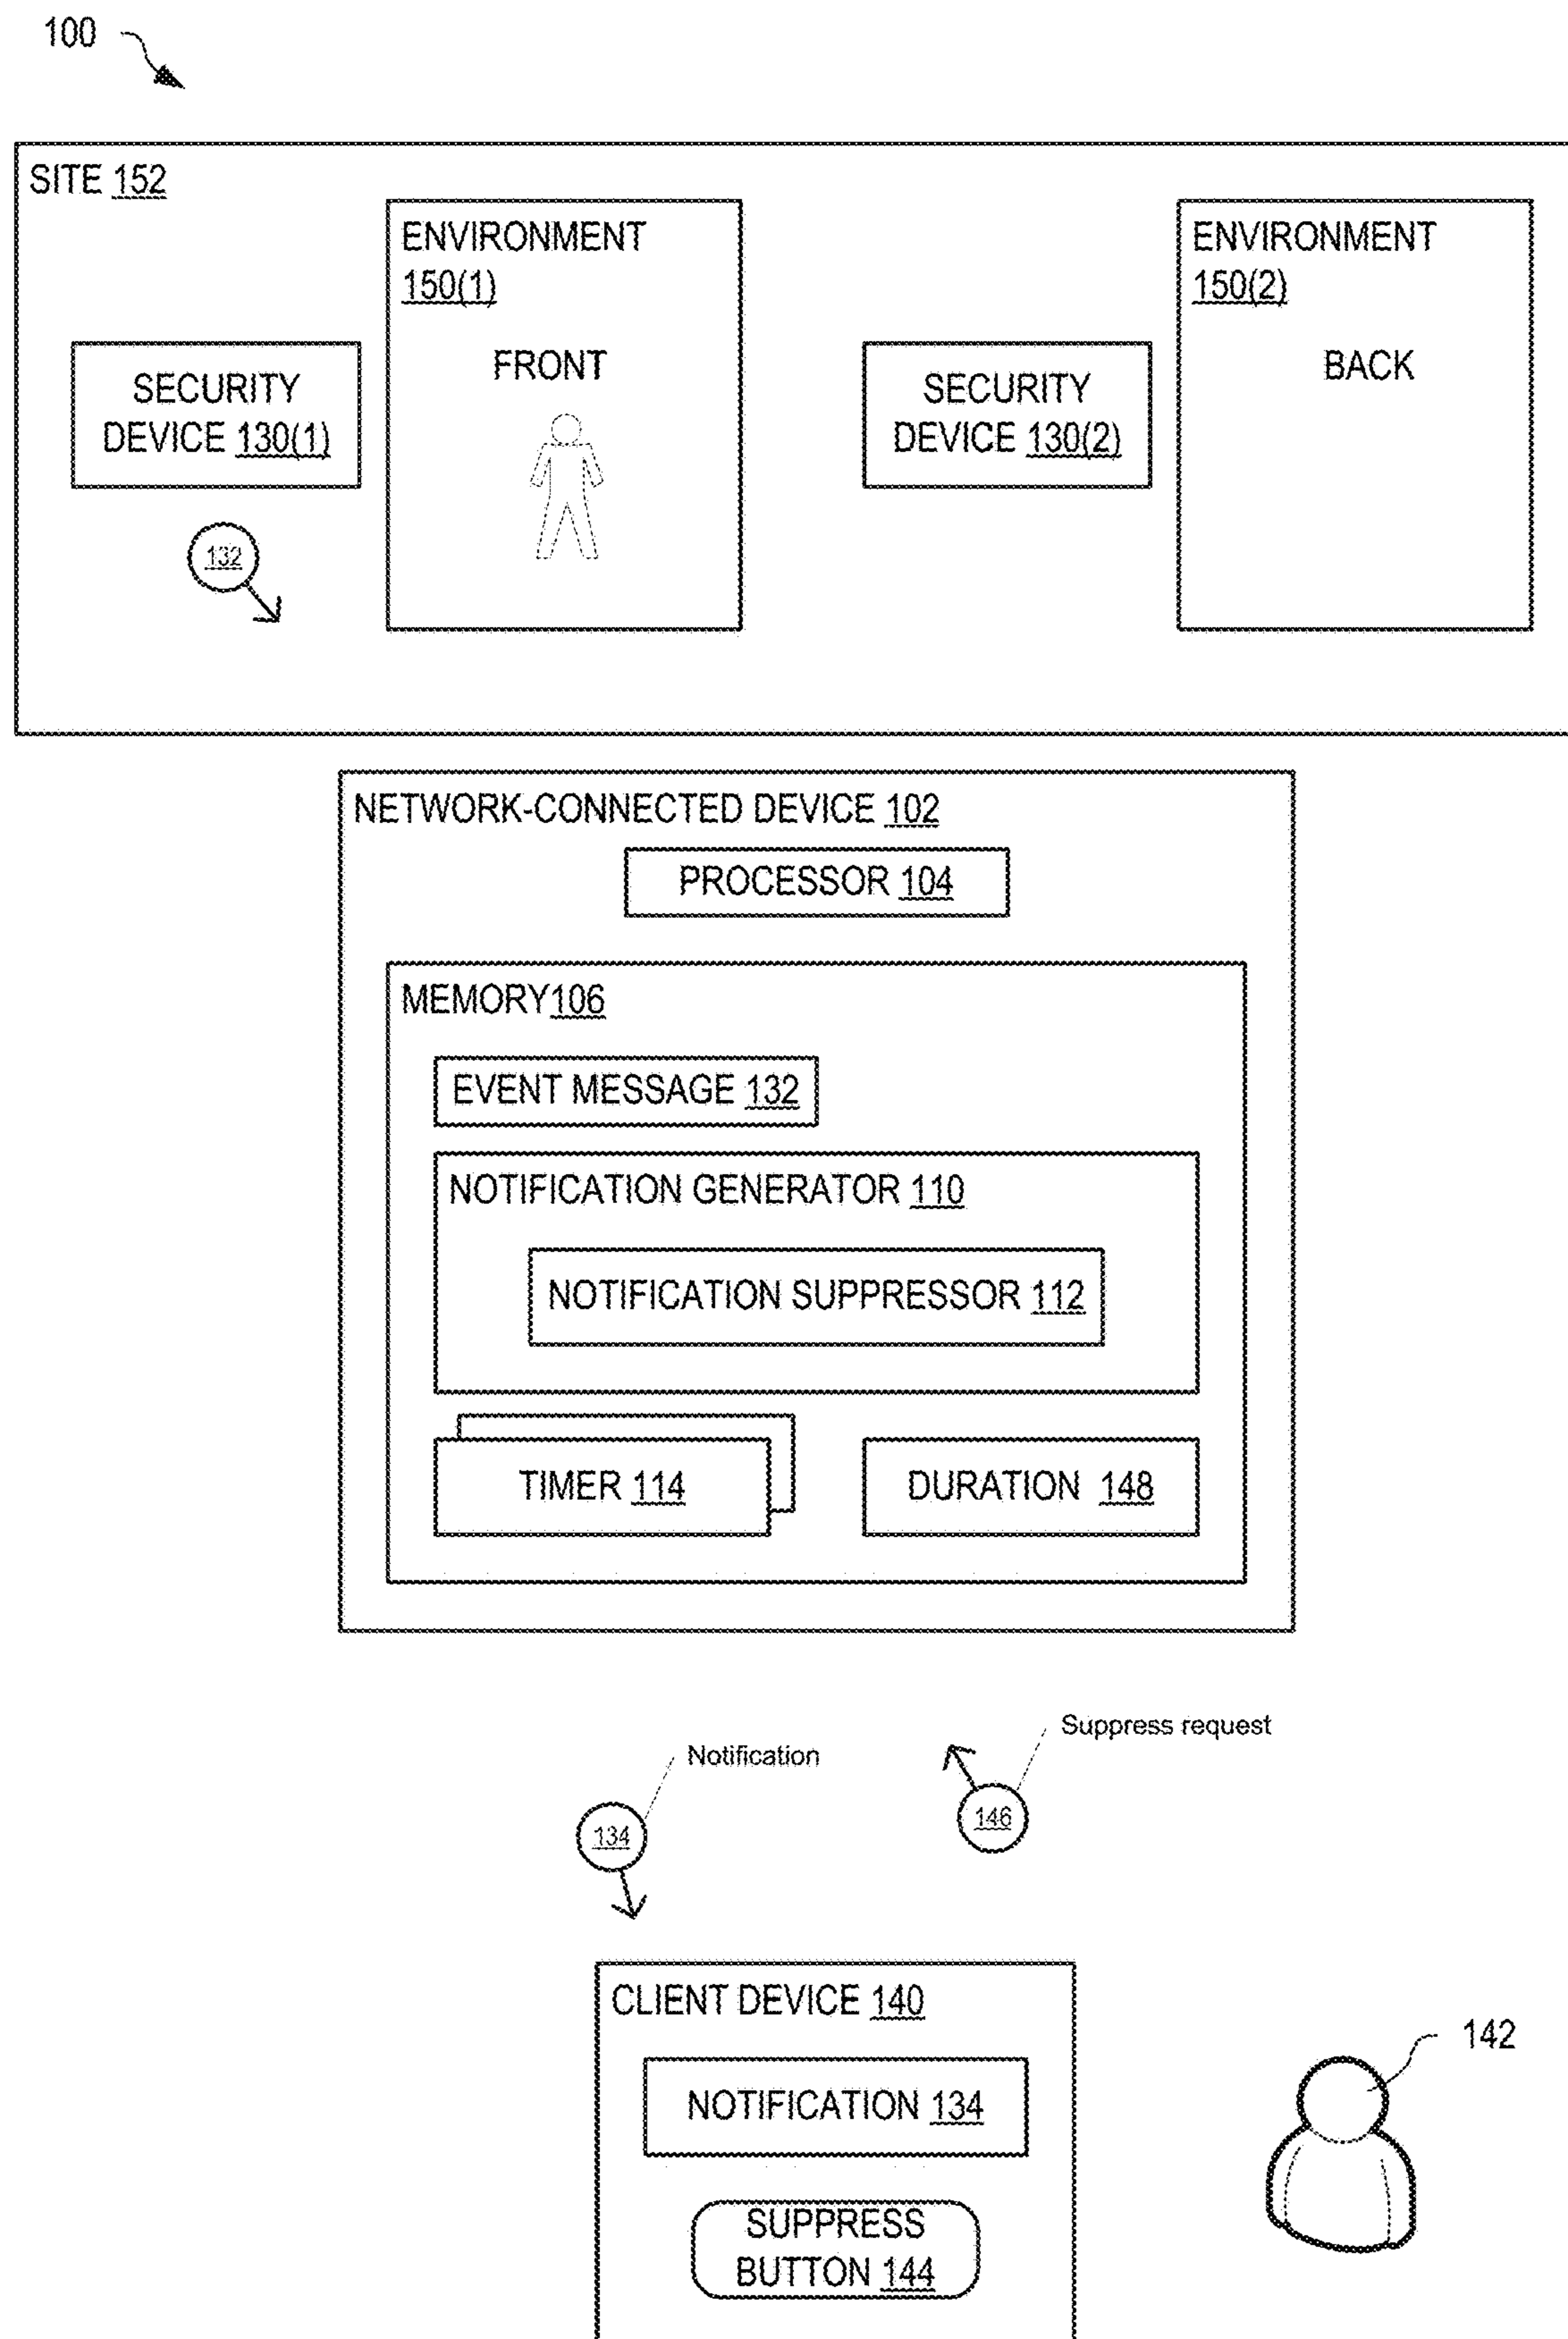 100
SITE 152
ENVIRONMENT
150(1)
FRONT
SECURITY
DEVICE 130(1)
132
ENVIRONMENT
150(2)
BACK
SECURITY
DEVICE 130(2)
NETWORK-CONNECTED DEVICE 102
PROCESSOR 104
MEMORY106
EVENT MESSAGE 132
NOTIFICATION GENERATOR 110
NOTIFICATION SUPPRESSOR 112
TIMER 114
DURATION 148
Notification
134
Suppress request
146
CLIENT DEVICE 140
NOTIFICATION 134
SUPPRESS
BUTTON 144
142